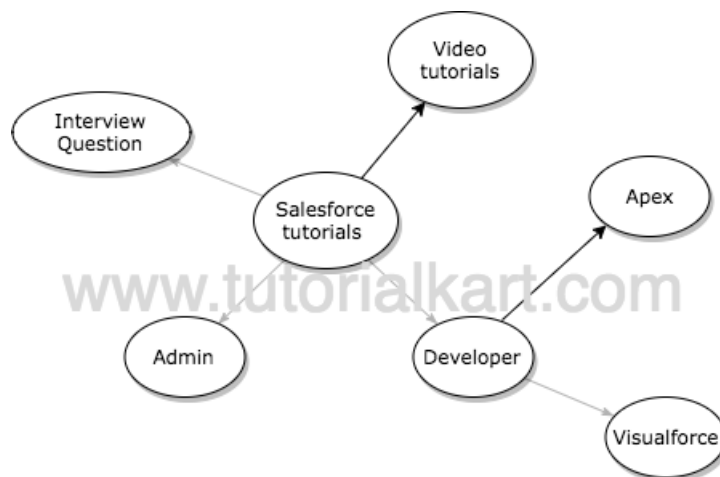 Video
tutorials
Interview
Question
Salesforce
tutorials
Apex
www.tutorialkart.com
Admin
Developer
Visualforce